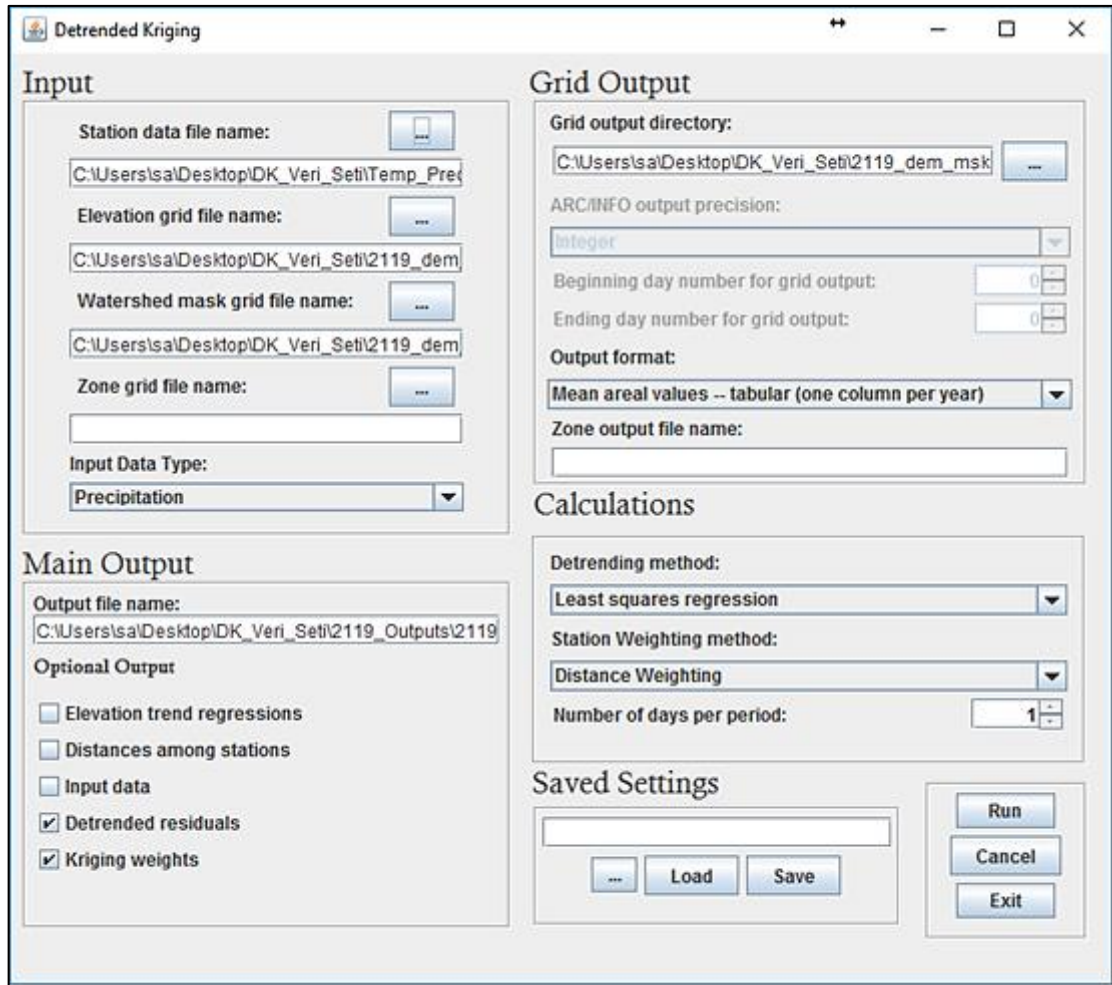 Detrended Kriging
Input
Station data file name:
...
C:\Users\sa\Desktop\DK_Veri_Seti\Temp_Prec
Elevation grid file name:
...
C:\Users\sa\Desktop\DK_Veri_Seti\2119_dem_
Watershed mask grid file name:
...
C:\Users\sa\Desktop\DK_Veri_Seti\2119_dem_
Zone grid file name:
...
Input Data Type:
Precipitation
Main Output
Output file name:
C:\Users\sa\Desktop\DK_Veri_Seti\2119_Outputs\2119
Optional Output
Elevation trend regressions
Distances among stations
Input data
Detrended residuals
Kriging weights
Grid Output
Grid output directory:
C:\Users\sa\Desktop\DK_Veri_Seti\2119_dem_msk
...
ARC/INFO output precision:
Integer
Beginning day number for grid output:
0
Ending day number for grid output:
0
Output format:
Mean areal values -- tabular (one column per year)
Zone output file name:
Calculations
Detrending method:
Least squares regression
Station Weighting method:
Distance Weighting
Number of days per period:
1
Saved Settings
...
Load
Save
Run
Cancel
Exit